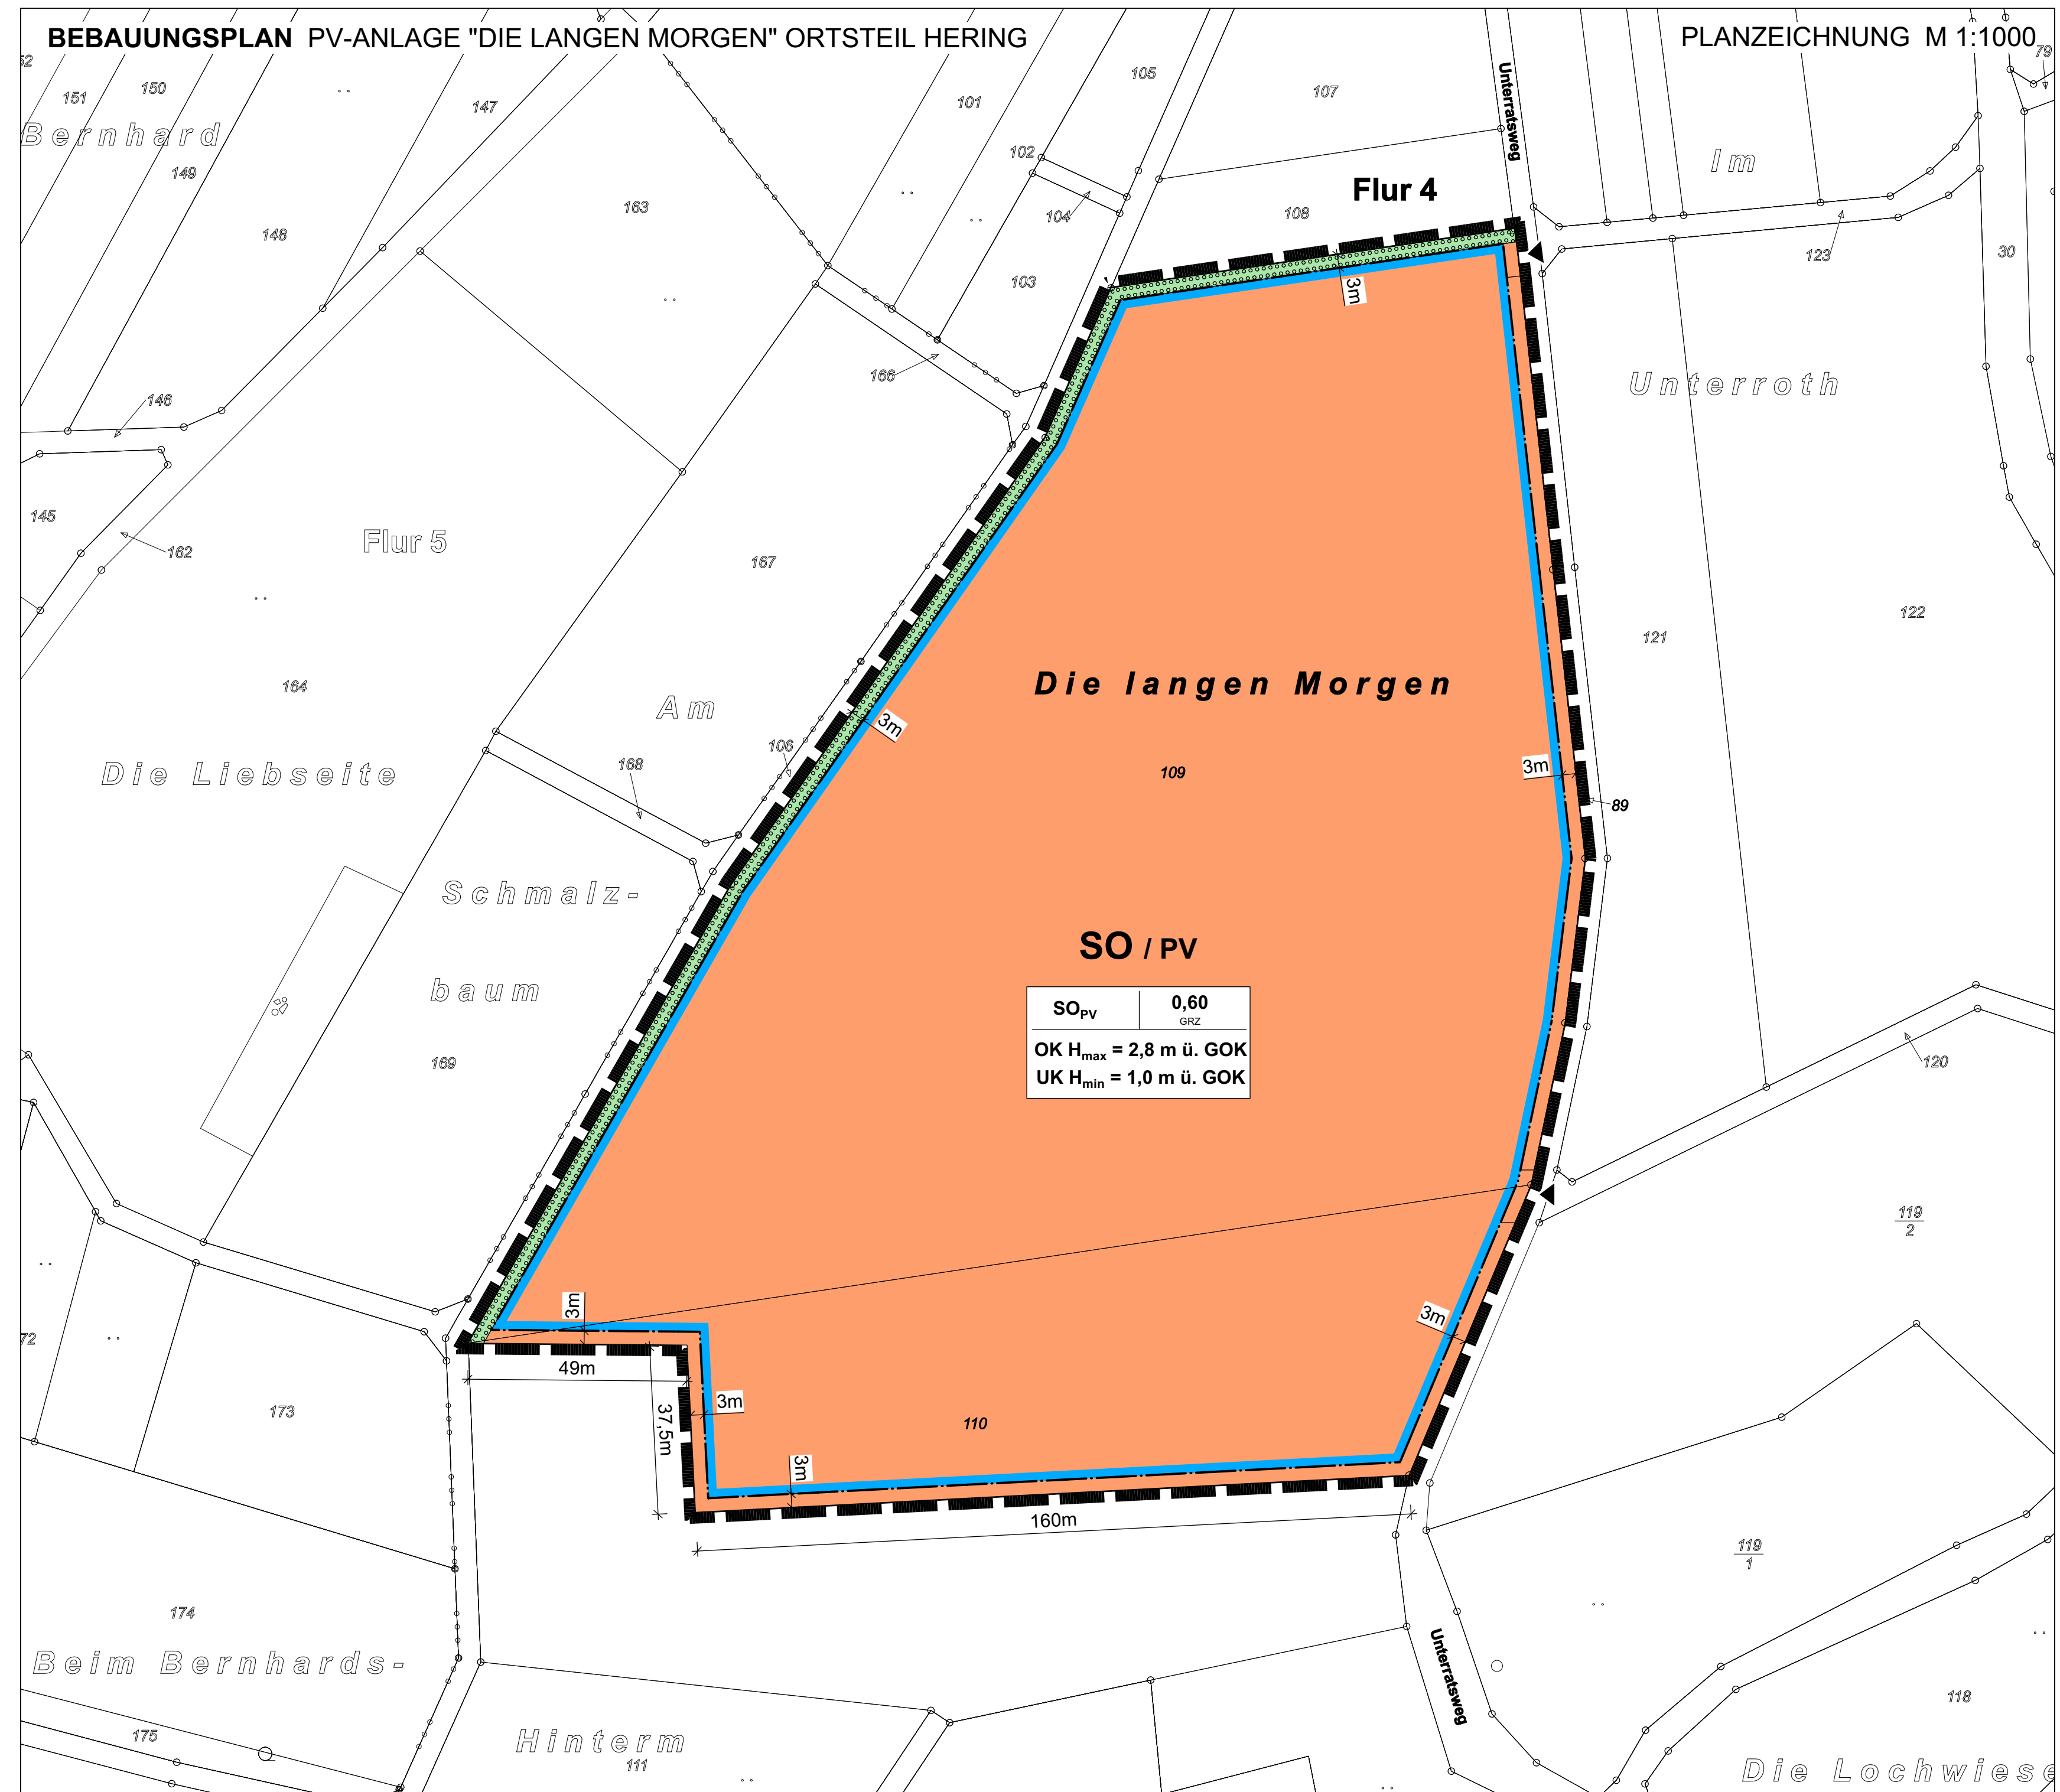 BEBAUUNGSPLAN PV-ANLAGE "DIE LANGEN MORGEN" ORTSTEIL HERING
PLANZEICHNUNG M 1:1000
52
151
150
147
101
105
107
Unterratsweg
79
Bernhard
149
102
Im
148
163
104
108
Flur 4
123
30
103
3m
166
Unterroth
146
145
162
Flur 5
167
122
121
164
Am
Die langen Morgen
106
3m
168
Die Liebseite
109
3m
89
Schmalz-
SO / PV
baum
SOPV
0,60
GRZ
OK Hmax = 2,8 m ü. GOK
UK Hmin = 1,0 m ü. GOK
169
120
119
2
3m
3m
72
49m
3m
173
37,5m
110
3m
160m
119
1
174
Unterratsweg
Beim Bernhards-
118
175
Hinterm
111
Die Lochwiese